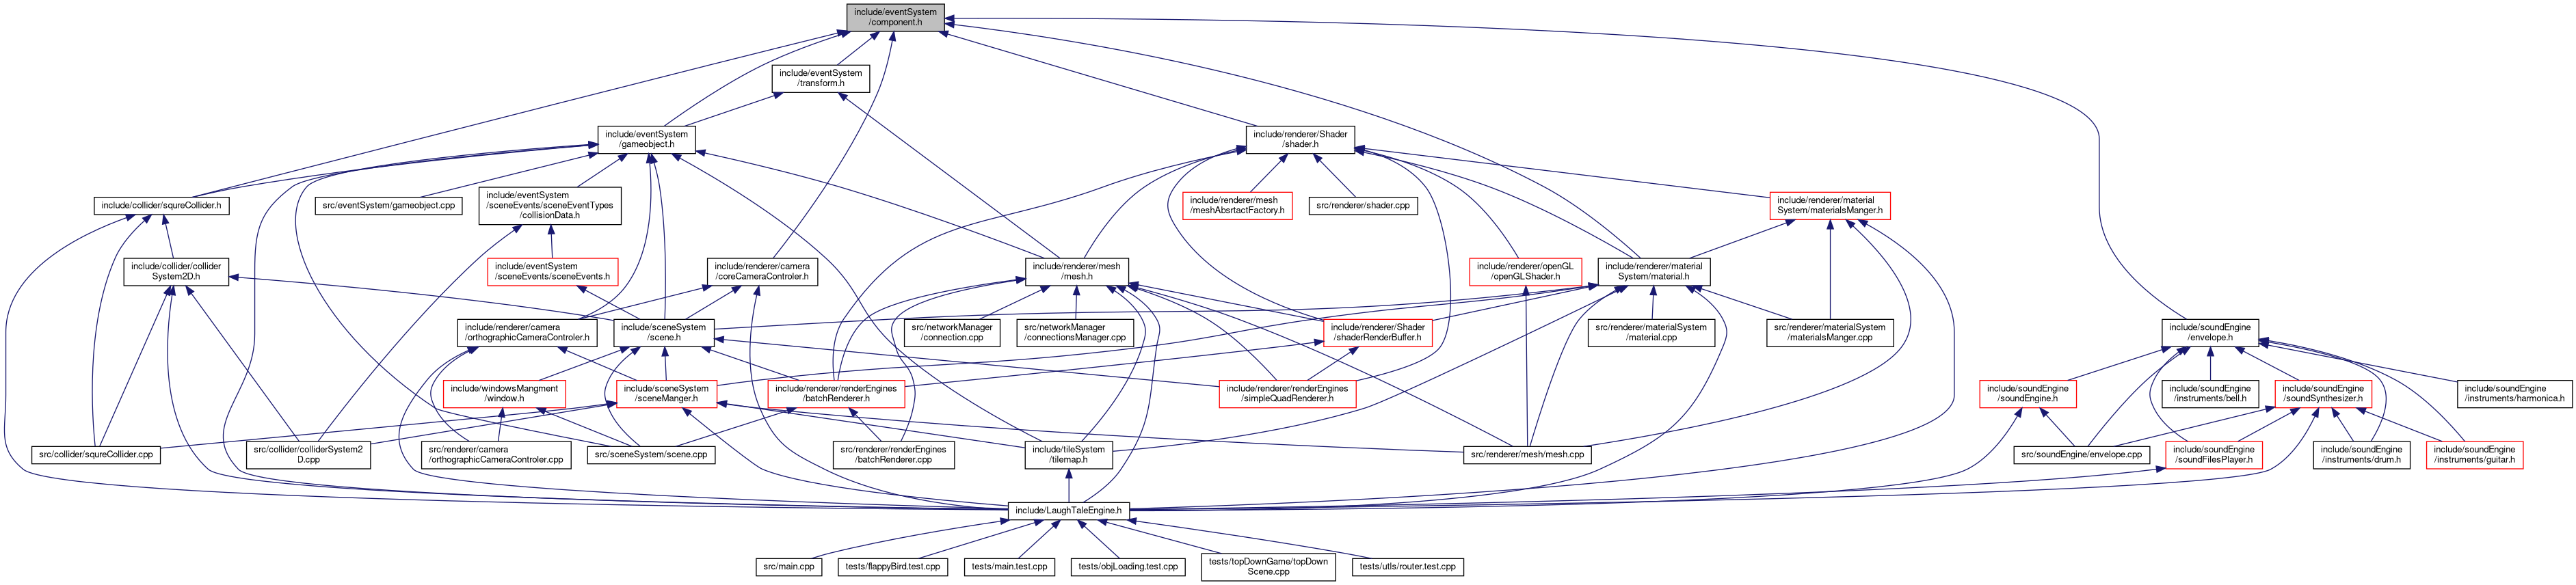 include/eventSystem
/component.h
include/eventSystem
/transform.h
include/eventSystem
/gameobject.h
include/renderer/Shader
/shader.h
include/collider/squreCollider.h
src/eventSystem/gameobject.cpp
include/eventSystem
/sceneEvents/sceneEventTypes
/collisionData.h
include/renderer/mesh
/meshAbsrtactFactory.h
src/renderer/shader.cpp
include/renderer/material
System/materialsManger.h
include/collider/collider
System2D.h
include/eventSystem
/sceneEvents/sceneEvents.h
include/renderer/camera
/coreCameraControler.h
include/renderer/mesh
/mesh.h
include/renderer/openGL
/openGLShader.h
include/renderer/material
System/material.h
include/renderer/camera
/orthographicCameraControler.h
include/sceneSystem
/scene.h
src/networkManager
/connection.cpp
src/networkManager
/connectionsManager.cpp
include/renderer/Shader
/shaderRenderBuffer.h
src/renderer/materialSystem
/material.cpp
src/renderer/materialSystem
/materialsManger.cpp
include/soundEngine
/envelope.h
include/windowsMangment
/window.h
include/sceneSystem
/sceneManger.h
include/renderer/renderEngines
/batchRenderer.h
include/renderer/renderEngines
/simpleQuadRenderer.h
include/soundEngine
/soundEngine.h
include/soundEngine
/instruments/bell.h
include/soundEngine
/soundSynthesizer.h
include/soundEngine
/instruments/harmonica.h
src/collider/squreCollider.cpp
src/collider/colliderSystem2
D.cpp
src/renderer/camera
/orthographicCameraControler.cpp
src/sceneSystem/scene.cpp
src/renderer/renderEngines
/batchRenderer.cpp
include/tileSystem
/tilemap.h
src/renderer/mesh/mesh.cpp
src/soundEngine/envelope.cpp
include/soundEngine
/soundFilesPlayer.h
include/soundEngine
/instruments/drum.h
include/soundEngine
/instruments/guitar.h
include/LaughTaleEngine.h
src/main.cpp
tests/flappyBird.test.cpp
tests/main.test.cpp
tests/objLoading.test.cpp
tests/topDownGame/topDown
Scene.cpp
tests/utls/router.test.cpp